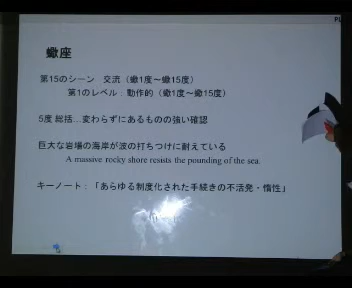 蠍座
第15のシーン　交流（蠍1度～蠍15度）
第1のレベル：動作的（蠍1度～蠍15度）
5度 総括…変わらずにあるものの強い確認
巨大な岩場の海岸が波の打ちつけに耐えている
A massive rocky shore resists the pounding of the sea.
キーノート：「あらゆる制度化された手続きの不活発・惰性」